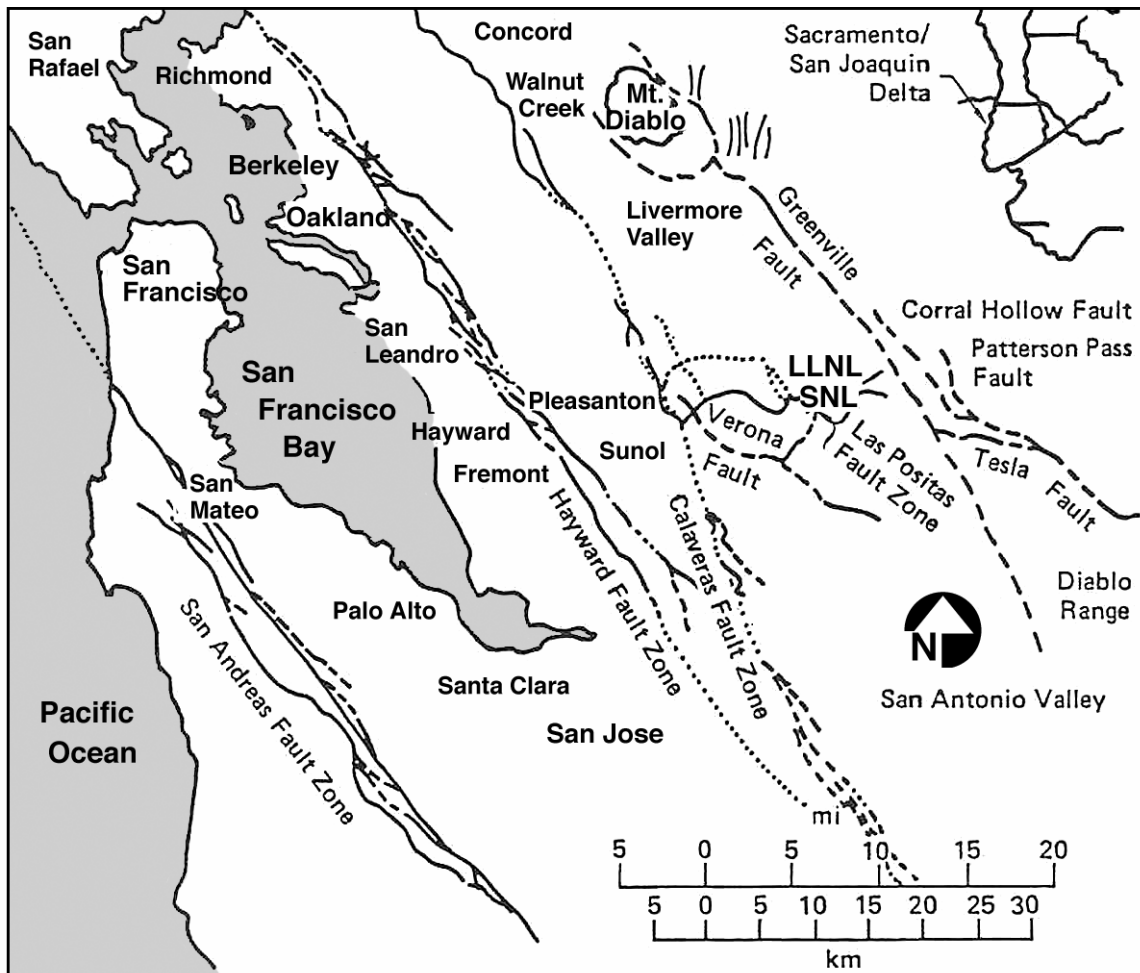 San
Rafael
Richmond
Concord
Sacramento/
San Joaquin
Delta
Walnut
Creek
Mt.
Diablo
Berkeley
Oakland
Livermore
Valley
Greenville
Fault
San
Francisco
San
Leandro
Corral Hollow Fault
Patterson Pass
Fault
LLNL
SNL
San
Francisco
Bay
Pleasanton
Hayward
Sunol
Verona
Fault
Las Positas
Fault Zone
Tesla
Fault
Fremont
San
Mateo
Hayward Fault Zone
Calaveras Fault Zone
Diablo
Range
Palo Alto
San Andreas Fault Zone
N
Santa Clara
San Antonio Valley
San Jose
Pacific
Ocean
mi
5 0 5 10 15 20
5 0 5 10 15 20 25 30
km